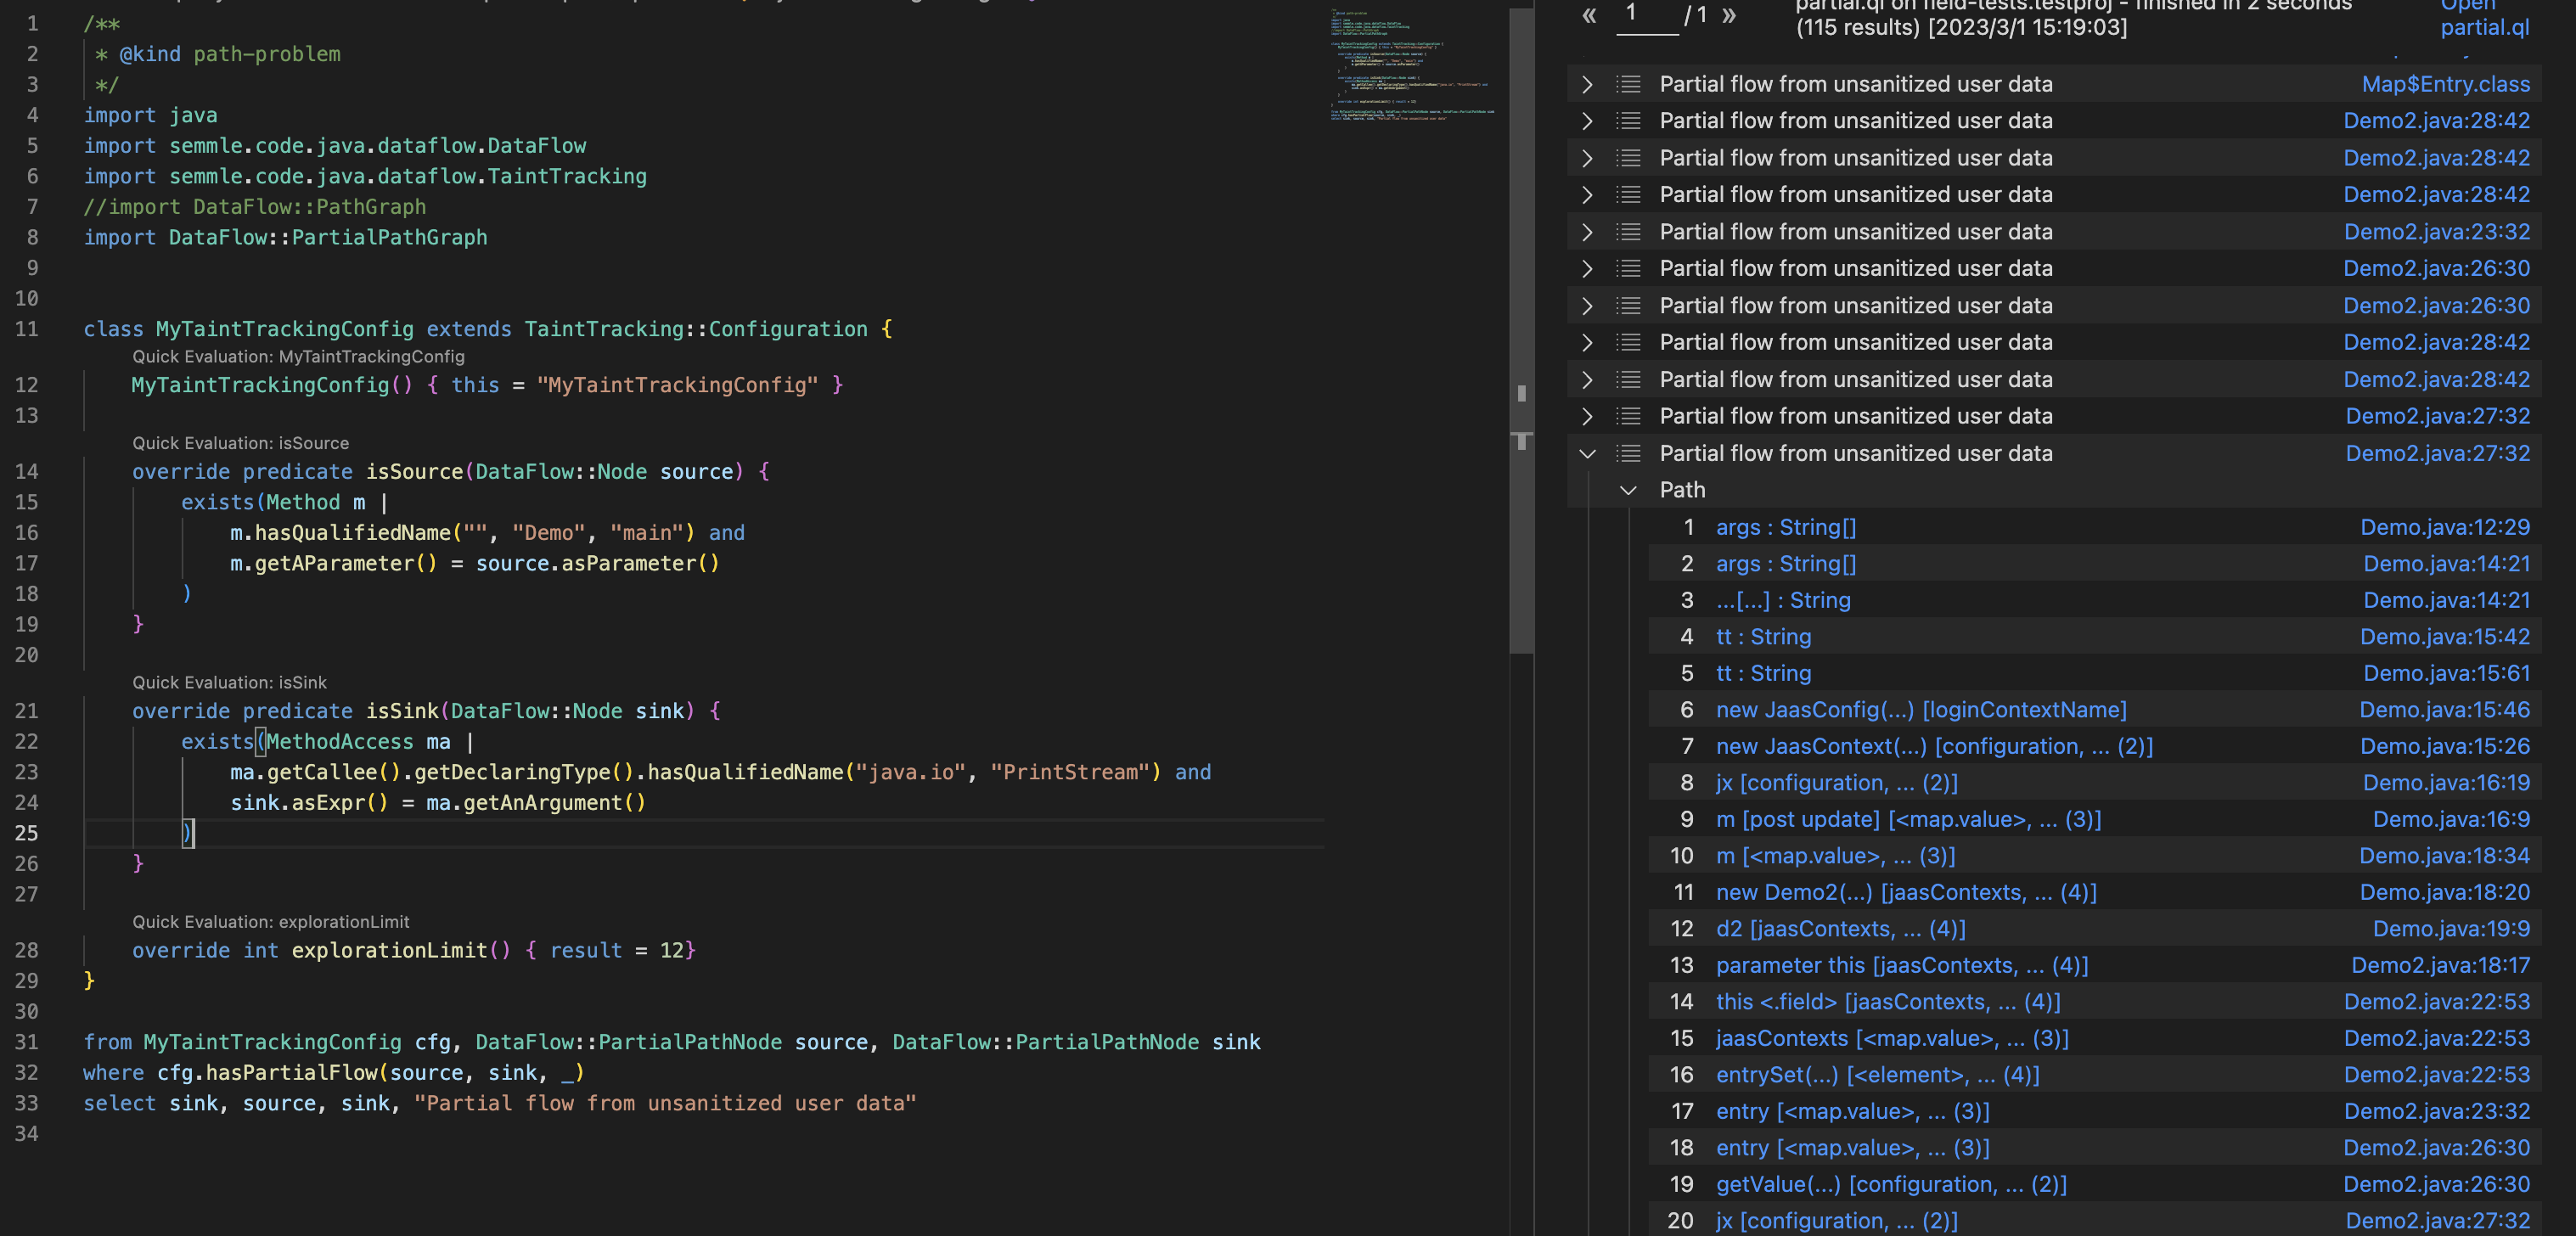 1 /**
2 * @kind path-problem
3 */
4 import java
5 import semmle.code.java.dataflow.DataFlow
6 import semmle.code.java.dataflow.TaintTracking
7 //import DataFlow::PathGraph
8 import DataFlow::PartialPathGraph
9
10
11 class MyTaintTrackingConfig extends TaintTracking::Configuration {
Quick Evaluation: MyTaintTrackingConfig
12 MyTaintTrackingConfig() { this = "MyTaintTrackingConfig" }
13
Quick Evaluation: isSource
14 override predicate isSource(DataFlow::Node source) {
15 exists(Method m |
16 m.hasQualifiedName("", "Demo", "main") and
17 m.getAParameter() = source.asParameter()
18 )
19 }
20
Quick Evaluation: isSink
21 override predicate isSink(DataFlow::Node sink) {
22 exists(MethodAccess ma |
23 ma.getCallee().getDeclaringType().hasQualifiedName("java.io", "PrintStream") and
24 sink.asExpr() = ma.getAnArgument()
25 )
26 }
27
Quick Evaluation: explorationLimit
28 override int explorationLimit() { result = 12}
29 }
30
31 from MyTaintTrackingConfig cfg, DataFlow::PartialPathNode source, DataFlow::PartialPathNode sink
32 where cfg.hasPartialFlow(source, sink, _)
33 select sink, source, sink, "Partial flow from unsanitized user data"
34
« 1 / 1 »
partial.ql on field-tests.testproj - finished in 2 seconds
(115 results) [2023/3/1 15:19:03]
Open
partial.ql
Partial flow from unsanitized user data Map$Entry.class
Partial flow from unsanitized user data Demo2.java:28:42
Partial flow from unsanitized user data Demo2.java:28:42
Partial flow from unsanitized user data Demo2.java:28:42
Partial flow from unsanitized user data Demo2.java:23:32
Partial flow from unsanitized user data Demo2.java:26:30
Partial flow from unsanitized user data Demo2.java:26:30
Partial flow from unsanitized user data Demo2.java:28:42
Partial flow from unsanitized user data Demo2.java:28:42
Partial flow from unsanitized user data Demo2.java:27:32
Partial flow from unsanitized user data Demo2.java:27:32
Path
1 args : String[] Demo.java:12:29
2 args : String[] Demo.java:14:21
3 ...[...] : String Demo.java:14:21
4 tt : String Demo.java:15:42
5 tt : String Demo.java:15:61
6 new JaasConfig(...) [loginContextName] Demo.java:15:46
7 new JaasContext(...) [configuration, ... (2)] Demo.java:15:26
8 jx [configuration, ... (2)] Demo.java:16:19
9 m [post update] [<map.value>, ... (3)] Demo.java:16:9
10 m [<map.value>, ... (3)] Demo.java:18:34
11 new Demo2(...) [jaasContexts, ... (4)] Demo.java:18:20
12 d2 [jaasContexts, ... (4)] Demo.java:19:9
13 parameter this [jaasContexts, ... (4)] Demo2.java:18:17
14 this <.field> [jaasContexts, ... (4)] Demo2.java:22:53
15 jaasContexts [<map.value>, ... (3)] Demo2.java:22:53
16 entrySet(...) [<element>, ... (4)] Demo2.java:22:53
17 entry [<map.value>, ... (3)] Demo2.java:23:32
18 entry [<map.value>, ... (3)] Demo2.java:26:30
19 getValue(...) [configuration, ... (2)] Demo2.java:26:30
20 jx [configuration, ... (2)] Demo2.java:27:32